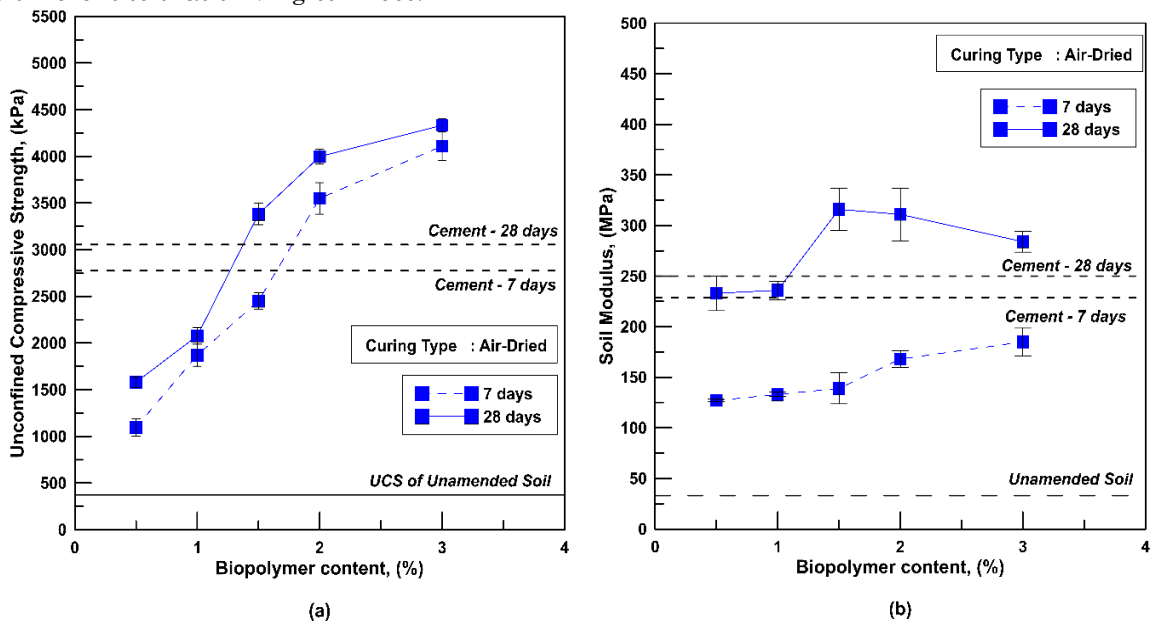 5500
5000
4500
4000
3500
3000
2500
2000
1500
1000
500
0
Unconfined Compressive Strength, (kPa)
Cement - 28 days
Cement - 7 days
Curing Type : Air-Dried
7 days
28 days
UCS of Unamended Soil
0 1 2 3 4
Biopolymer content, (%)
(a)
500
450
400
350
300
250
200
150
100
50
0
Soil Modulus, (MPa)
Curing Type : Air-Dried
7 days
28 days
Cement - 28 days
Cement - 7 days
Unamended Soil
0 1 2 3 4
Biopolymer content, (%)
(b)